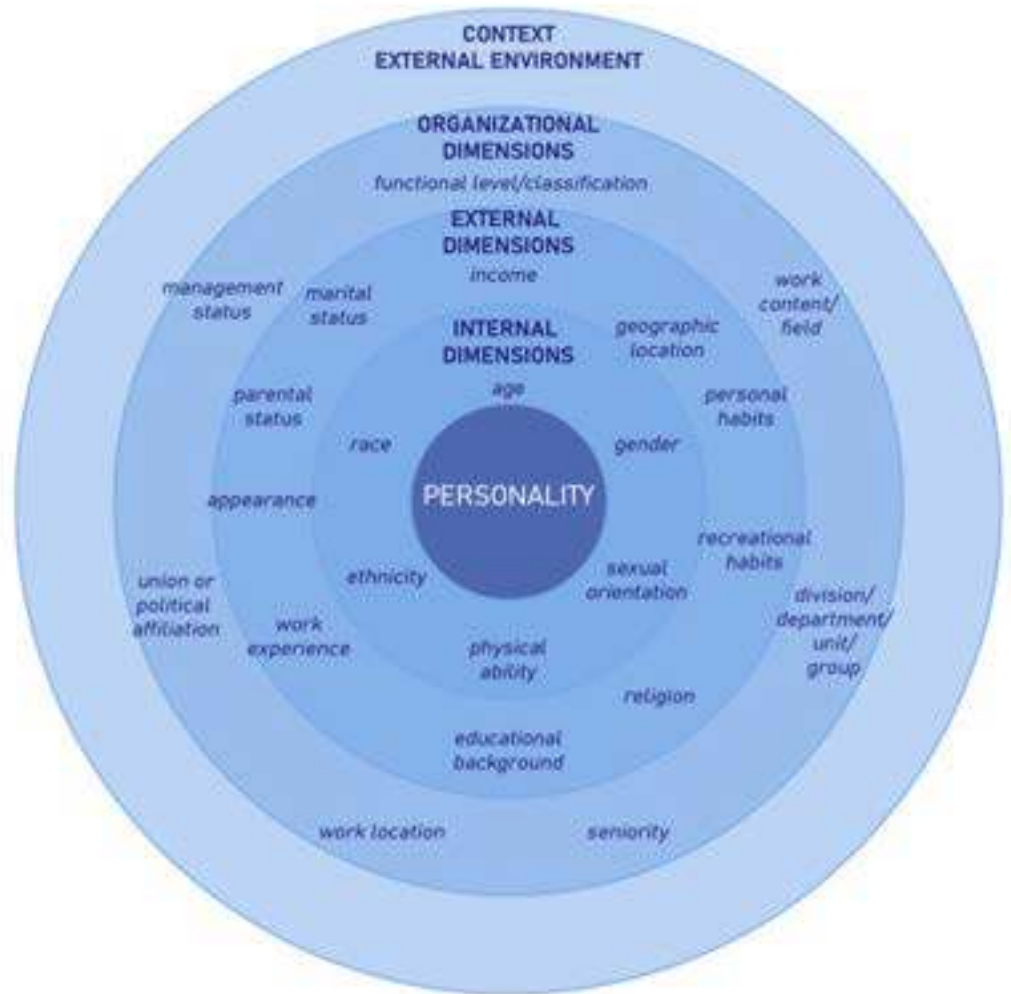 CONTEXT
EXTERNAL ENVIRONMENT
ORGANIZATIONAL
DIMENSIONS
functional level/classification
EXTERNAL
DIMENSIONS
income
management
status
marital
status
work
content/
field
INTERNAL
DIMENSIONS
geographic
location
age
parental
status
personal
habits
race
gender
PERSONALITY
appearance
recreational
habits
ethnicity
sexual
orientation
union or
political
affiliation
work
experience
division/
department/
unit/
group
physical
ability
religion
educational
background
work location
seniority